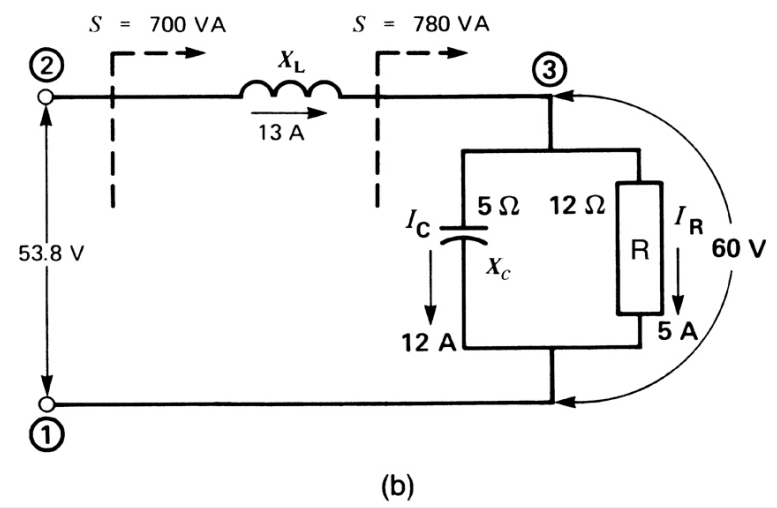 S = 700 VA
S = 780 VA
2
X_L
3
13 A
I_C
5 Ω
12 Ω
I_R
53.8 V
R
60 V
X_C
12 A
5 A
1
(b)